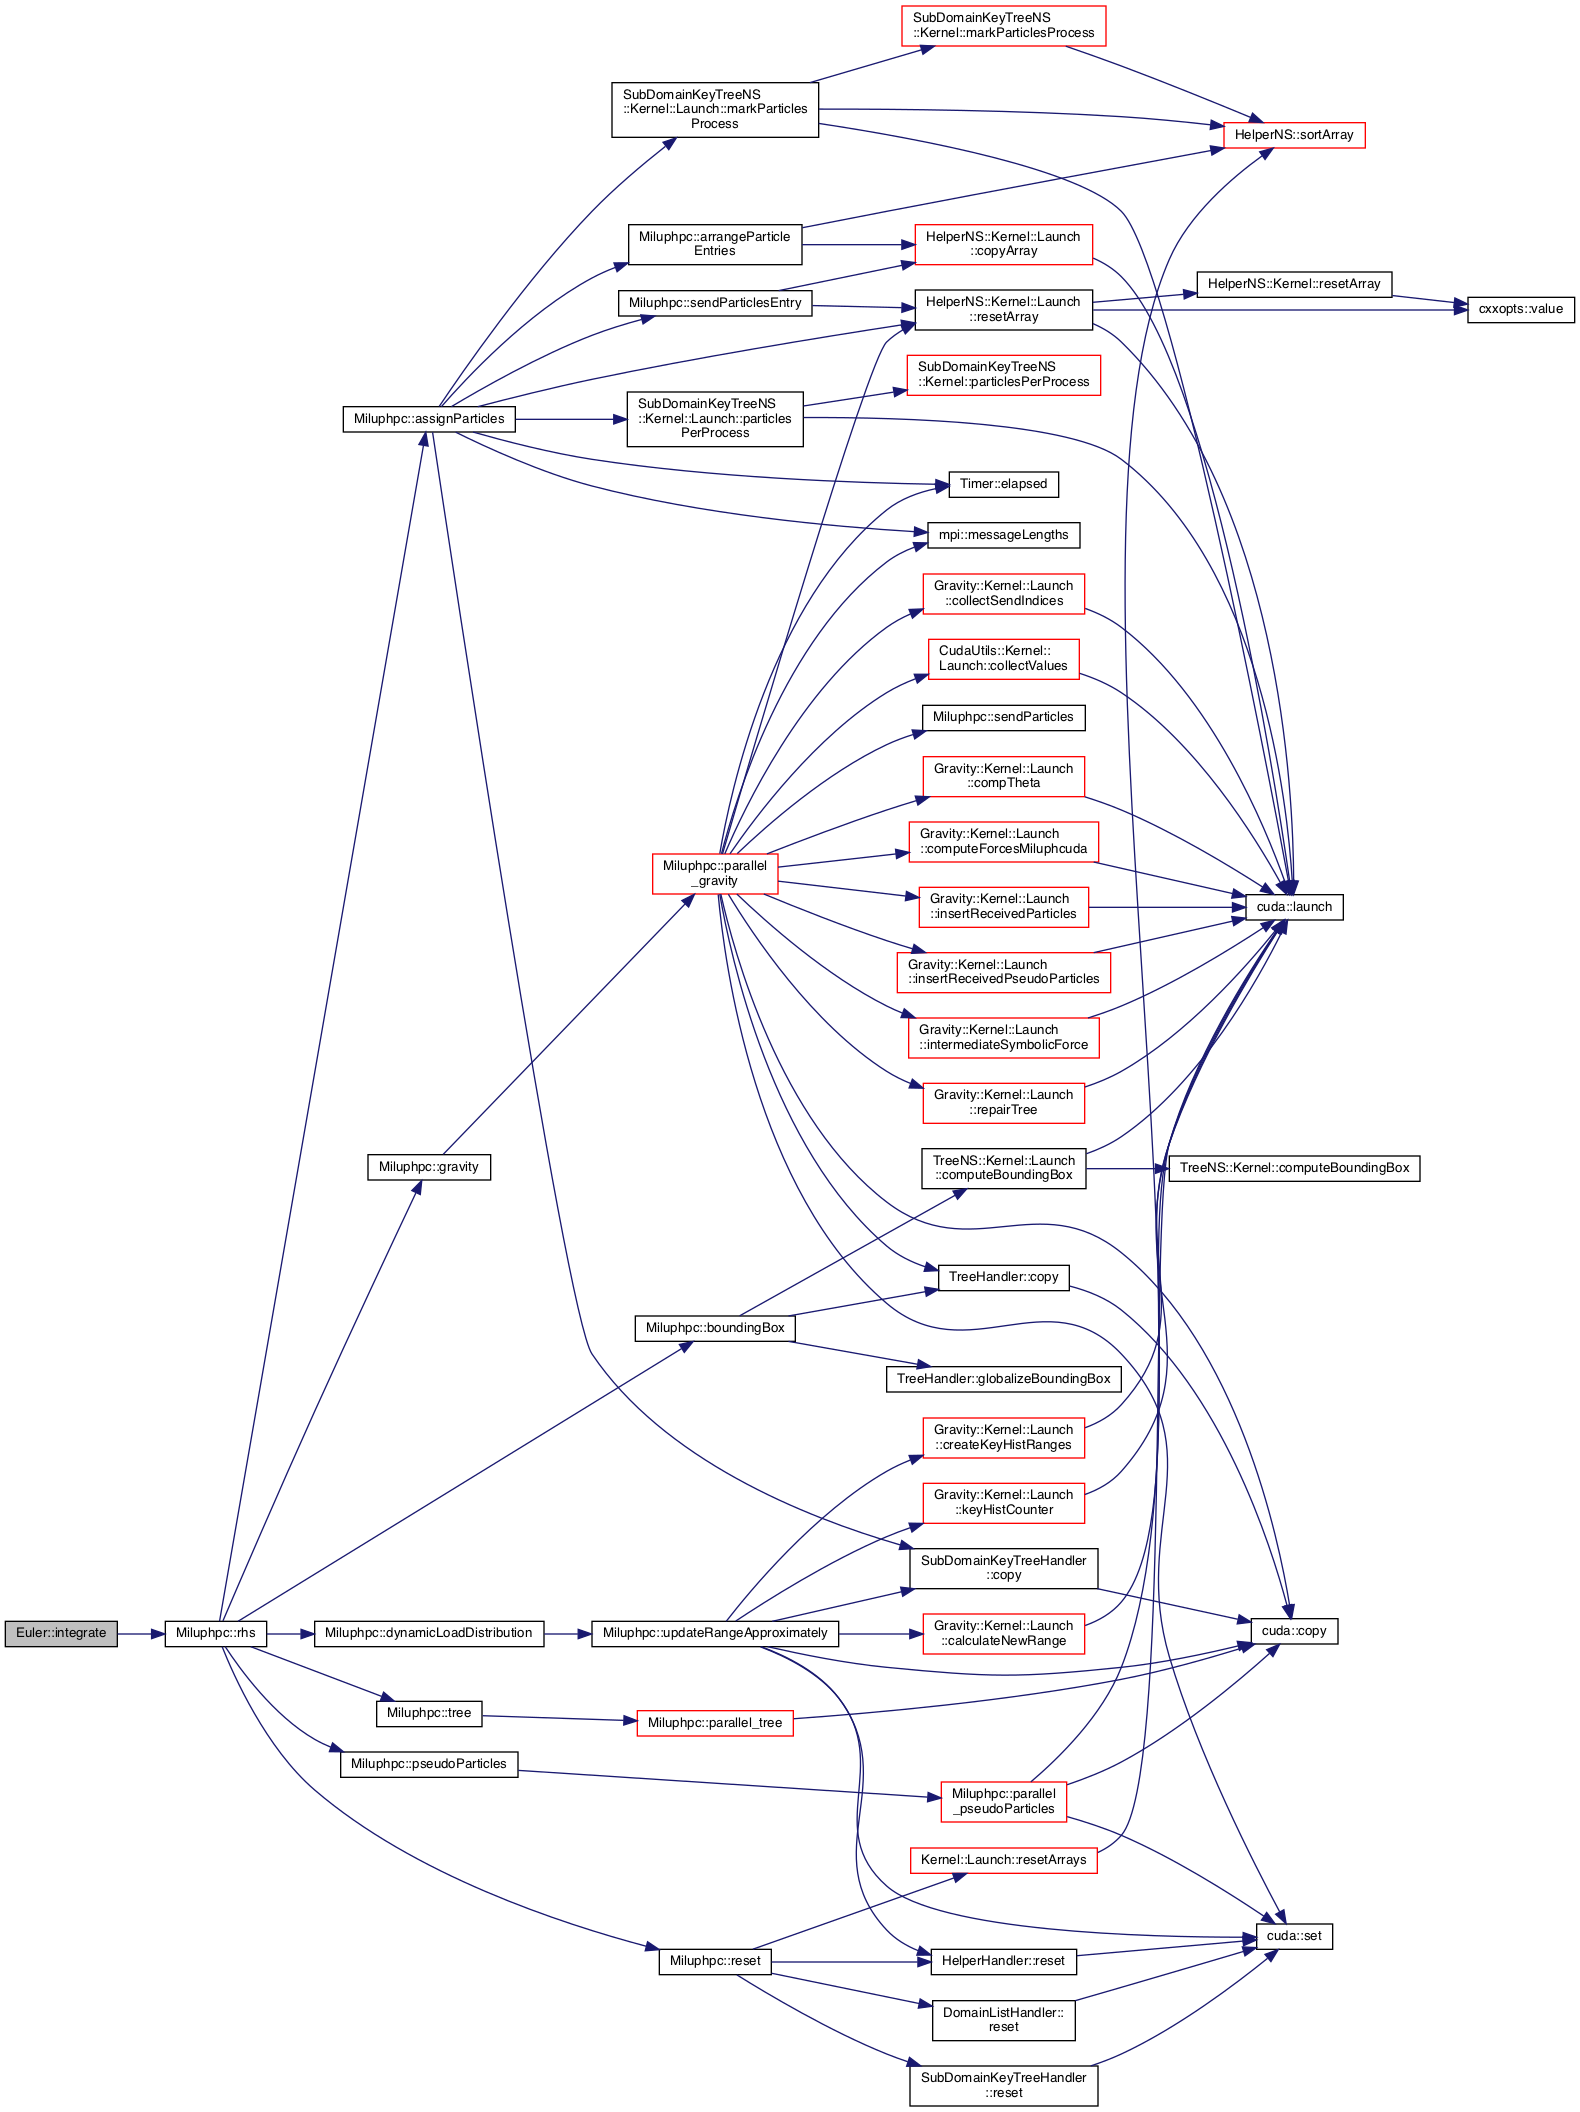 SubDomainKeyTreeNS
::Kernel::markParticlesProcess
SubDomainKeyTreeNS
::Kernel::Launch::markParticles
Process
HelperNS::sortArray
Miluphpc::arrangeParticle
Entries
HelperNS::Kernel::Launch
::copyArray
HelperNS::Kernel::resetArray
Miluphpc::sendParticlesEntry
HelperNS::Kernel::Launch
::resetArray
cxxopts::value
SubDomainKeyTreeNS
::Kernel::particlesPerProcess
Miluphpc::assignParticles
SubDomainKeyTreeNS
::Kernel::Launch::particles
PerProcess
Timer::elapsed
mpi::messageLengths
Gravity::Kernel::Launch
::collectSendIndices
CudaUtils::Kernel::
Launch::collectValues
Miluphpc::sendParticles
Gravity::Kernel::Launch
::compTheta
Gravity::Kernel::Launch
::computeForcesMiluphcuda
Miluphpc::parallel
_gravity
Gravity::Kernel::Launch
::insertReceivedParticles
cuda::launch
Gravity::Kernel::Launch
::insertReceivedPseudoParticles
Gravity::Kernel::Launch
::intermediateSymbolicForce
Gravity::Kernel::Launch
::repairTree
Miluphpc::gravity
TreeNS::Kernel::Launch
::computeBoundingBox
TreeNS::Kernel::computeBoundingBox
TreeHandler::copy
Miluphpc::boundingBox
TreeHandler::globalizeBoundingBox
Gravity::Kernel::Launch
::createKeyHistRanges
Gravity::Kernel::Launch
::keyHistCounter
SubDomainKeyTreeHandler
::copy
Euler::integrate
Miluphpc::rhs
Miluphpc::dynamicLoadDistribution
Miluphpc::updateRangeApproximately
Gravity::Kernel::Launch
::calculateNewRange
cuda::copy
Miluphpc::tree
Miluphpc::parallel_tree
Miluphpc::pseudoParticles
Miluphpc::parallel
_pseudoParticles
Kernel::Launch::resetArrays
cuda::set
Miluphpc::reset
HelperHandler::reset
DomainListHandler::
reset
SubDomainKeyTreeHandler
::reset